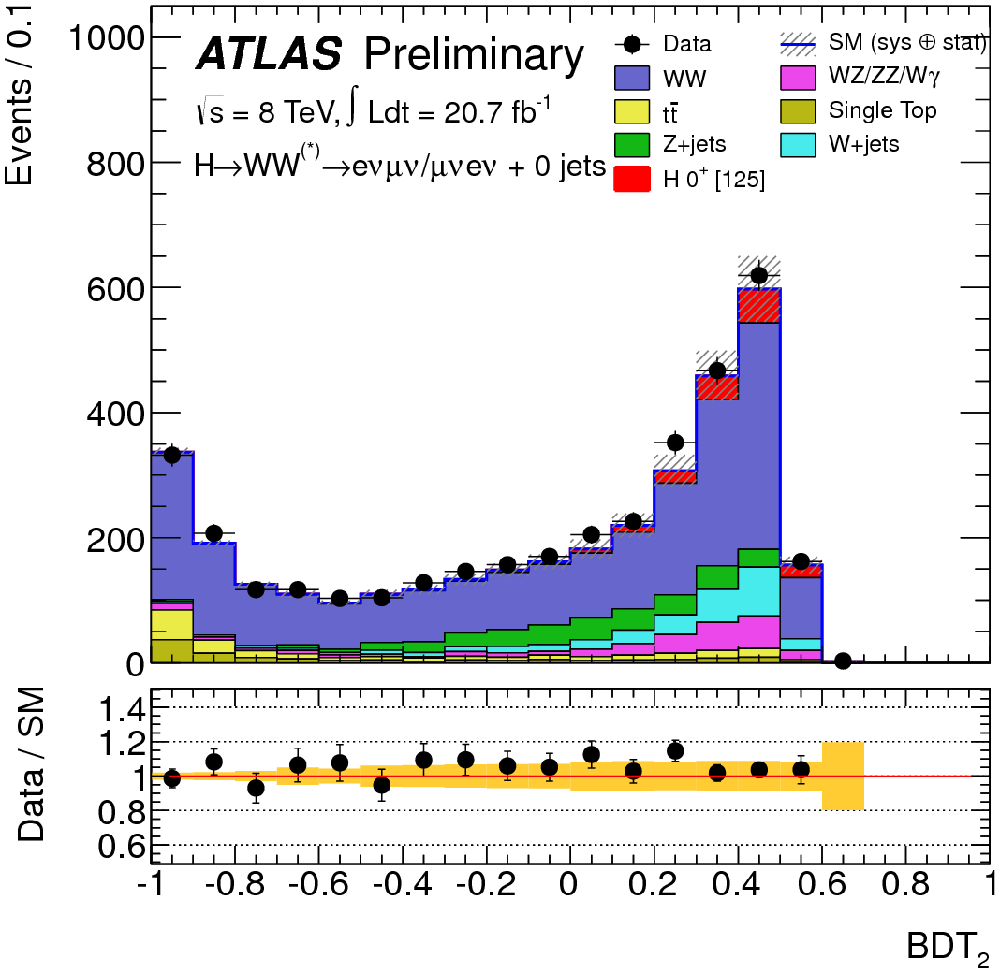 Events / 0.1
1000
800
600
400
200
0
ATLAS Preliminary
√s = 8 TeV, ∫ Ldt = 20.7 fb⁻¹
H→WW⁽*⁾→eνμν/μνeν + 0 jets
Data
SM (sys ⊕ stat)
WW
WZ/ZZ/Wγ
tt̄
Single Top
Z+jets
W+jets
H 0⁺ [125]
Data / SM
1.4
1.2
1
0.8
0.6
-1 -0.8 -0.6 -0.4 -0.2 0 0.2 0.4 0.6 0.8 1
BDT₂